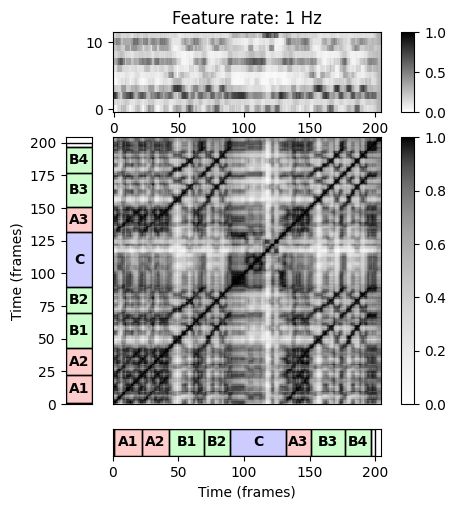 Feature rate: 1 Hz
10
0
0 50 100 150 200
1.0
0.5
0.0
200
175
150
125
100
75
50
25
0
Time (frames)
B4
B3
A3
C
B2
B1
A2
A1
1.0
0.8
0.6
0.4
0.2
0.0
A1 A2 B1 B2 C A3 B3 B4
0 50 100 150 200
Time (frames)